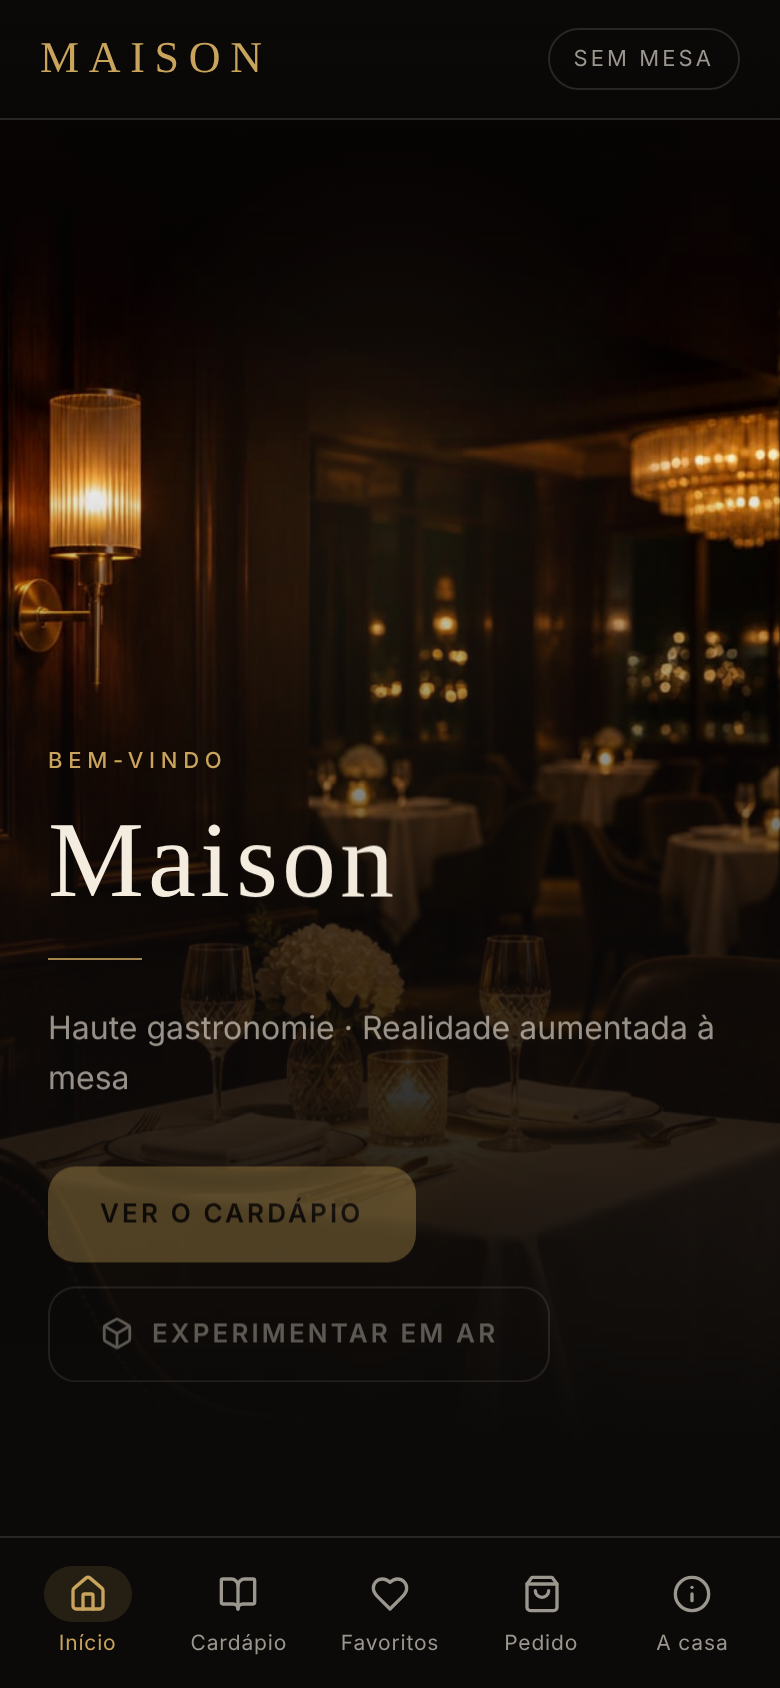 MAISON
SEM MESA
BEM-VINDO
Maison
Haute gastronomie · Realidade aumentada à
mesa
VER O CARDÁPIO
EXPERIMENTAR EM AR
Início
Cardápio
Favoritos
Pedido
A casa